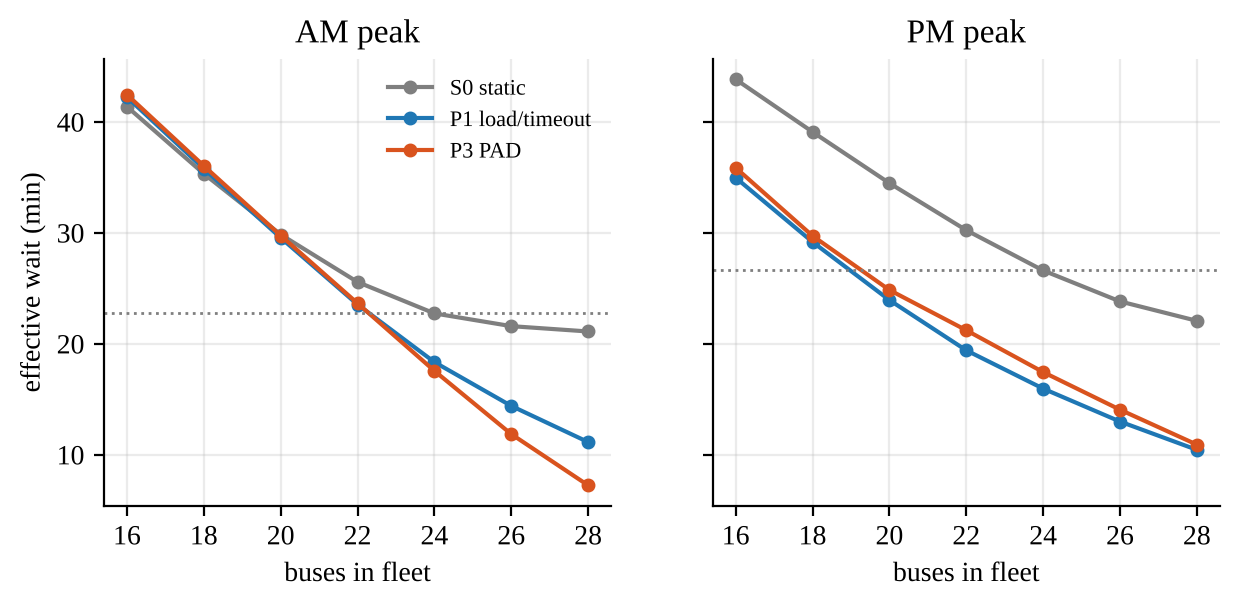 AM peak
PM peak
S0 static
P1 load/timeout
P3 PAD
effective wait (min)
40
30
20
10
16 18 20 22 24 26 28
16 18 20 22 24 26 28
buses in fleet
buses in fleet